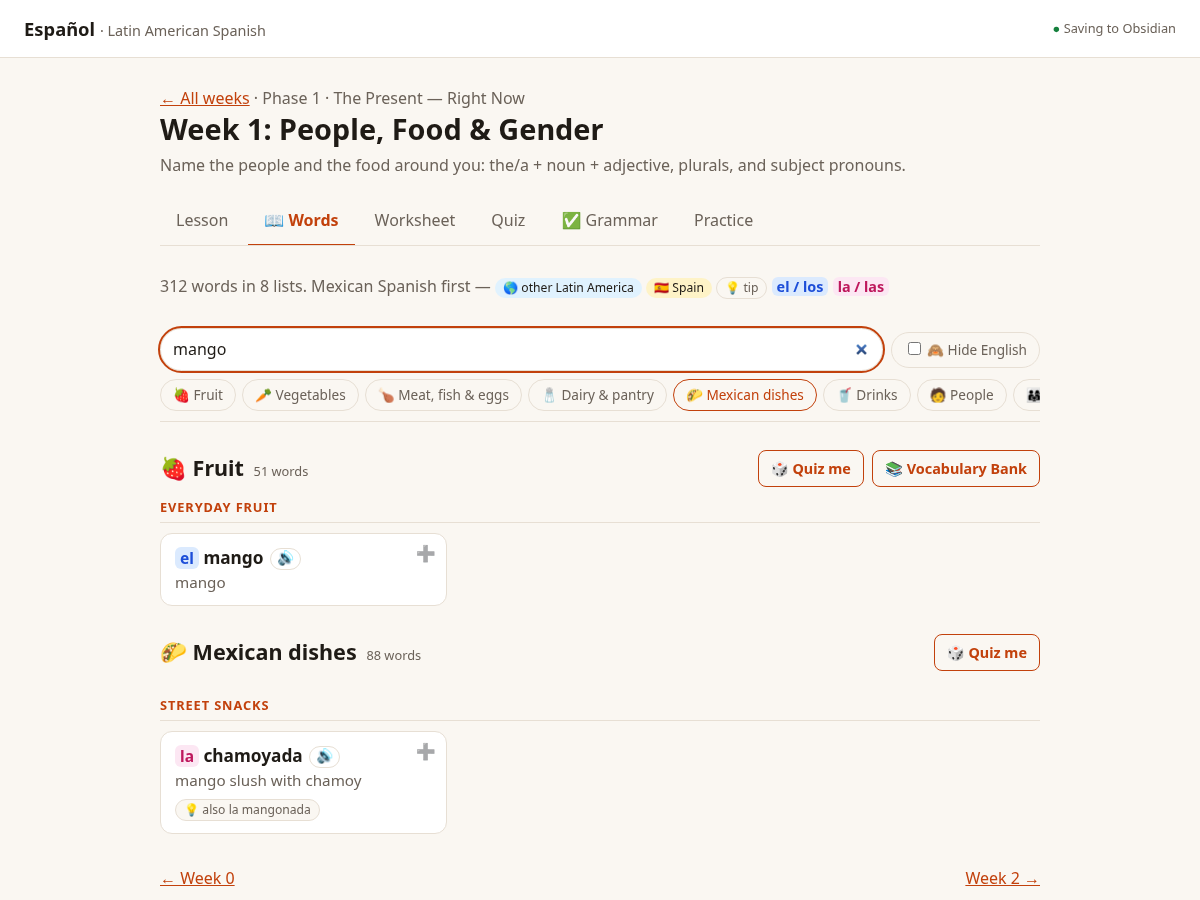 Español · Latin American Spanish
● Saving to Obsidian
← All weeks · Phase 1 · The Present — Right Now
Week 1: People, Food & Gender
Name the people and the food around you: the/a + noun + adjective, plurals, and subject pronouns.
Lesson 📖 Words Worksheet Quiz ✅ Grammar Practice
312 words in 8 lists. Mexican Spanish first — 🌎 other Latin America 🇪🇸 Spain 💡 tip el / los la / las
mango
🙈 Hide English
🍓 Fruit 🥕 Vegetables 🍗 Meat, fish & eggs 🧂 Dairy & pantry 🌮 Mexican dishes 🥤 Drinks 🧑 People
🍓 Fruit 51 words
🎲 Quiz me 📚 Vocabulary Bank
EVERYDAY FRUIT
el mango 🔊
mango
🌮 Mexican dishes 88 words
🎲 Quiz me
STREET SNACKS
la chamoyada 🔊
mango slush with chamoy
💡 also la mangonada
← Week 0
Week 2 →